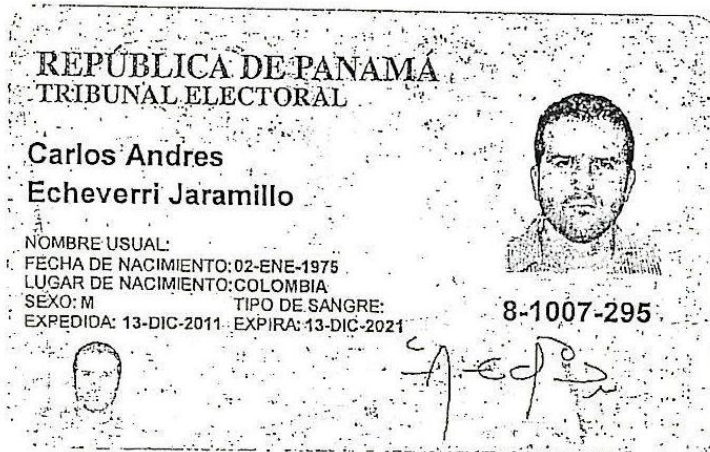 REPÚBLICA DE PANAMÁ
TRIBUNAL ELECTORAL
Carlos Andres
Echeverri Jaramillo
NOMBRE USUAL:
FECHA DE NACIMIENTO: 02-ENE-1975
LUGAR DE NACIMIENTO: COLOMBIA
SEXO: M TIPO DE SANGRE:
EXPEDIDA: 13-DIC-2011 EXPIRA: 13-DIC-2021
8-1007-295